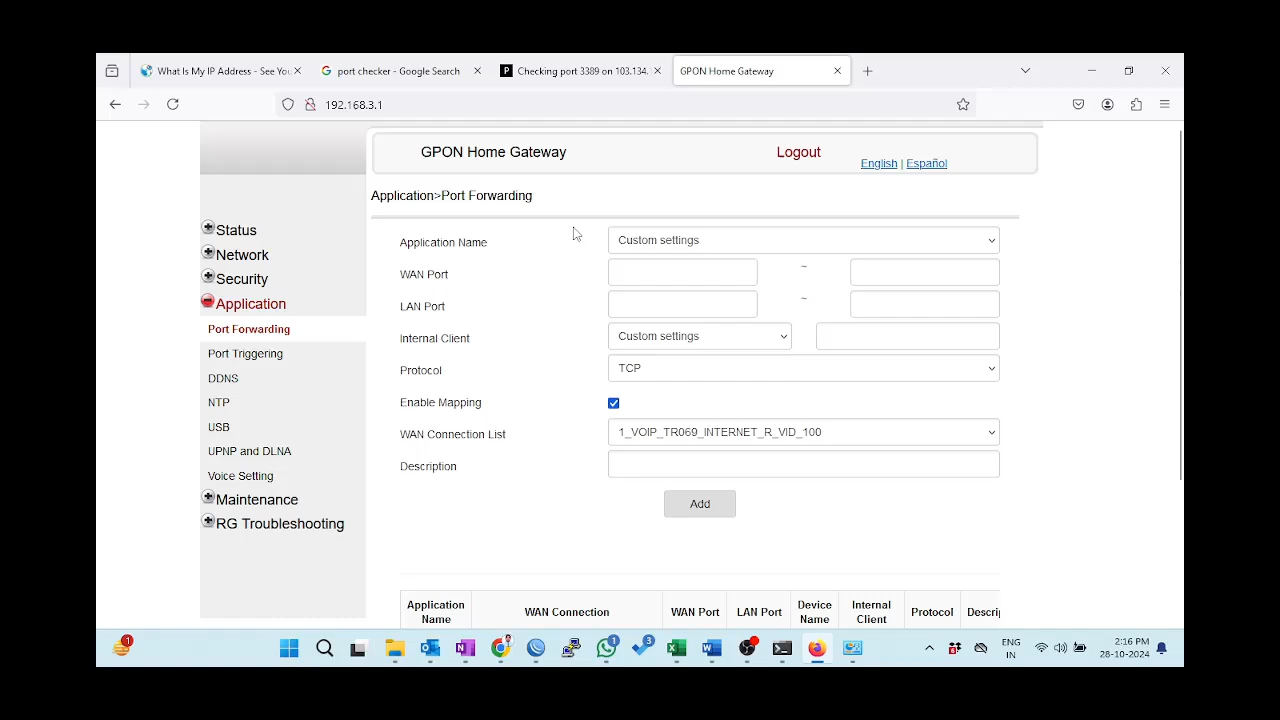 What Is My IP Address - See You
port checker - Google Search
Checking port 3389 on 103.134.
GPON Home Gateway
192.168.3.1
GPON Home Gateway
Logout
English | Español
Application>Port Forwarding
Status
Network
Security
Application
Port Forwarding
Port Triggering
DDNS
NTP
USB
UPNP and DLNA
Voice Setting
Maintenance
RG Troubleshooting
Application Name
Custom settings
WAN Port
~
LAN Port
~
Internal Client
Custom settings
Protocol
TCP
Enable Mapping
WAN Connection List
1_VOIP_TR069_INTERNET_R_VID_100
Description
Add
Application Name
WAN Connection
WAN Port
LAN Port
Device Name
Internal Client
Protocol
Descri
1
1
3
ENG
IN
2:16 PM
28-10-2024